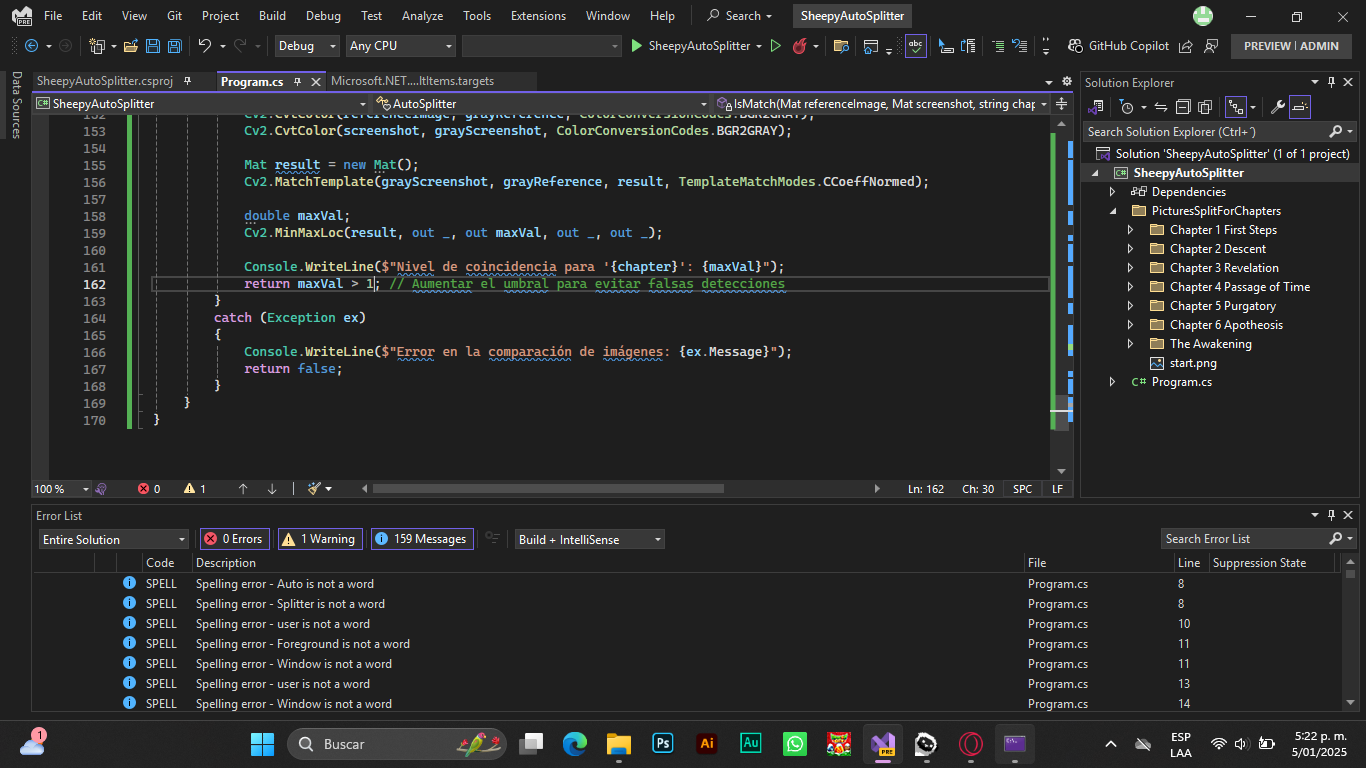 File Edit View Git Project Build Debug Test Analyze Tools Extensions Window Help Search SheepyAutoSplitter
PRE
Debug Any CPU SheepyAutoSplitter abc GitHub Copilot PREVIEW | ADMIN
Data Sources
SheepyAutoSplitter.csproj Program.cs Microsoft.NET....ltItems.targets
C# SheepyAutoSplitter AutoSplitter IsMatch(Mat referenceImage, Mat screenshot, string chap
152 Cv2.CvtColor(referenceImage, grayReference, ColorConversionCodes.BGR2GRAY);
153 Cv2.CvtColor(screenshot, grayScreenshot, ColorConversionCodes.BGR2GRAY);
154
155 Mat result = new Mat();
156 Cv2.MatchTemplate(grayScreenshot, grayReference, result, TemplateMatchModes.CCoeffNormed);
157
158 double maxVal;
159 Cv2.MinMaxLoc(result, out _, out maxVal, out _, out _);
160
161 Console.WriteLine($"Nivel de coincidencia para '{chapter}': {maxVal}");
162 return maxVal > 1; // Aumentar el umbral para evitar falsas detecciones
163 }
164 catch (Exception ex)
165 {
166 Console.WriteLine($"Error en la comparación de imágenes: {ex.Message}");
167 return false;
168 }
169 }
170 }
100 % 0 1 Ln: 162 Ch: 30 SPC LF
Solution Explorer
Search Solution Explorer (Ctrl+´)
Solution 'SheepyAutoSplitter' (1 of 1 project)
C# SheepyAutoSplitter
Dependencies
PicturesSplitForChapters
Chapter 1 First Steps
Chapter 2 Descent
Chapter 3 Revelation
Chapter 4 Passage of Time
Chapter 5 Purgatory
Chapter 6 Apotheosis
The Awakening
start.png
C# Program.cs
Error List
Entire Solution 0 Errors 1 Warning 159 Messages Build + IntelliSense Search Error List
Code Description File Line Suppression State
SPELL Spelling error - Auto is not a word Program.cs 8
SPELL Spelling error - Splitter is not a word Program.cs 8
SPELL Spelling error - user is not a word Program.cs 10
SPELL Spelling error - Foreground is not a word Program.cs 11
SPELL Spelling error - Window is not a word Program.cs 11
SPELL Spelling error - user is not a word Program.cs 13
SPELL Spelling error - Window is not a word Program.cs 14
1 Buscar Ps Ai Au PRE ESP 5:22 p. m.
LAA 5/01/2025